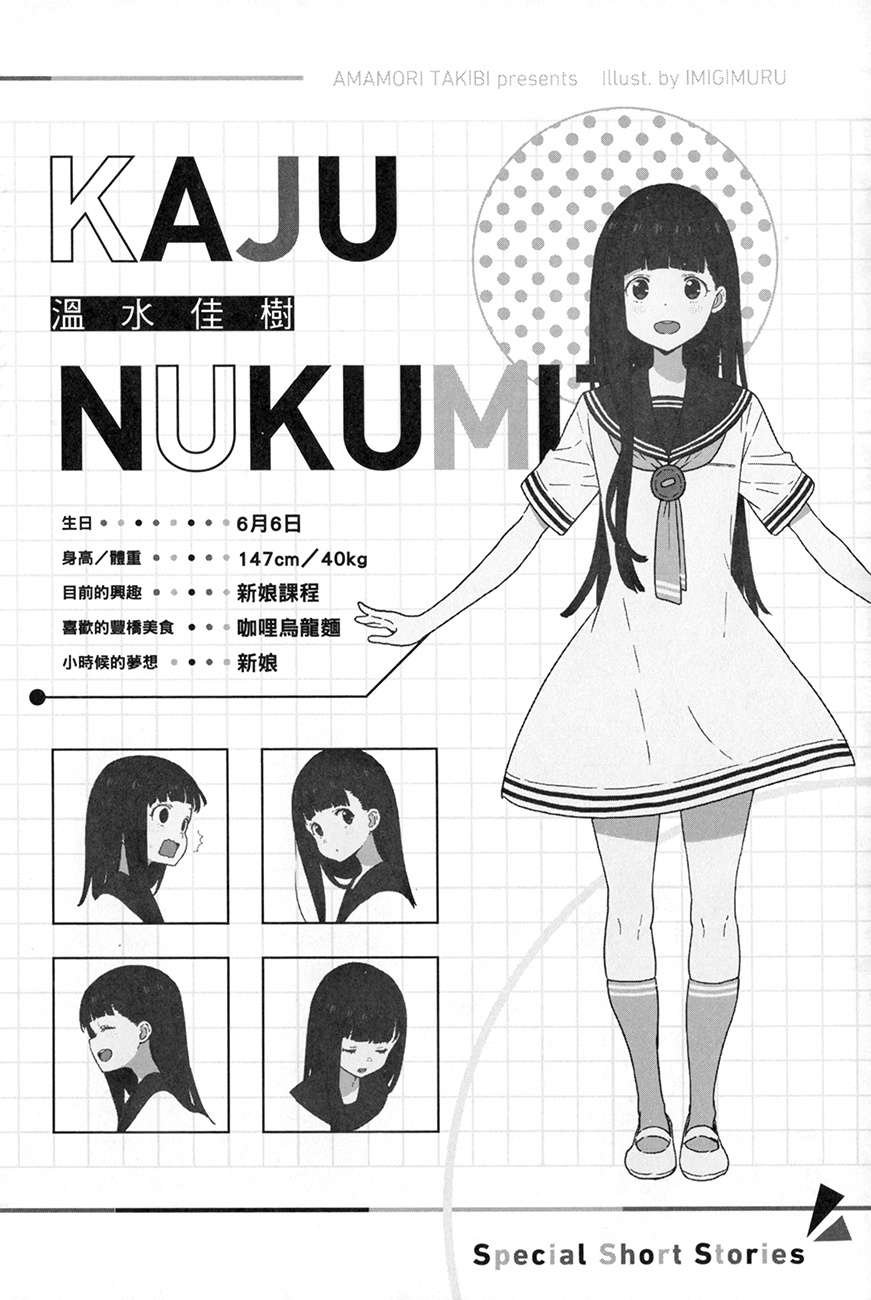 AMAMORI TAKIBI presents Illust. by IMIGIMURU
KAJU
溫水佳樹
NUKUMI
生日 6月6日
身高／體重 147cm／40kg
目前的興趣 新娘課程
喜歡的豐橋美食 咖哩烏龍麵
小時候的夢想 新娘
Special Short Stories